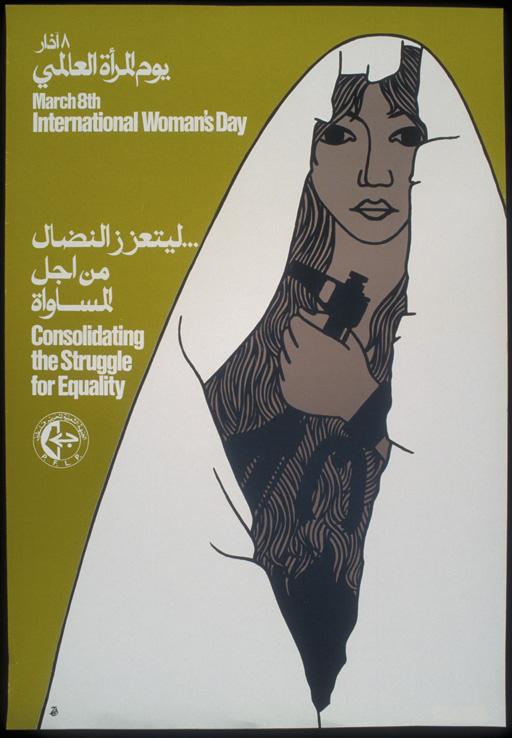 ٨ آذار
يوم المرأة العالمي
March 8th
International Woman's Day
...ليتعزز النضال
من اجل
المساواة
Consolidating
the Struggle
for Equality
P.F.L.P.